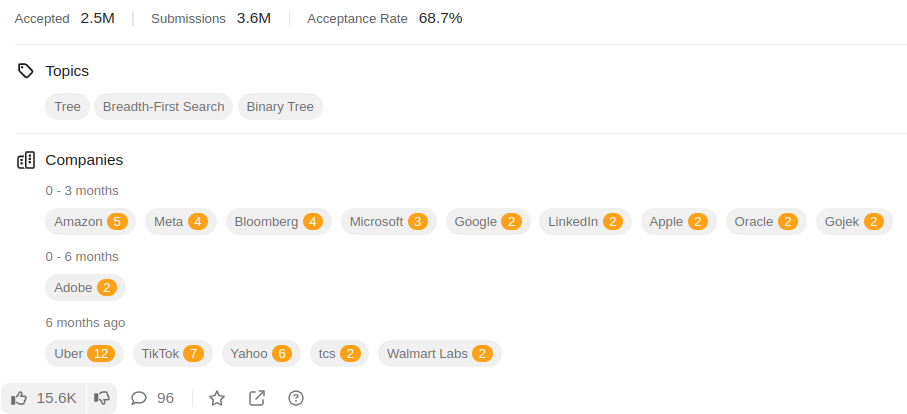 Accepted 2.5M Submissions 3.6M Acceptance Rate 68.7%
Topics
Tree Breadth-First Search Binary Tree
Companies
0 - 3 months
Amazon 5 Meta 4 Bloomberg 4 Microsoft 3 Google 2 LinkedIn 2 Apple 2 Oracle 2 Gojek 2
0 - 6 months
Adobe 2
6 months ago
Uber 12 TikTok 7 Yahoo 6 tcs 2 Walmart Labs 2
15.6K 96 ?